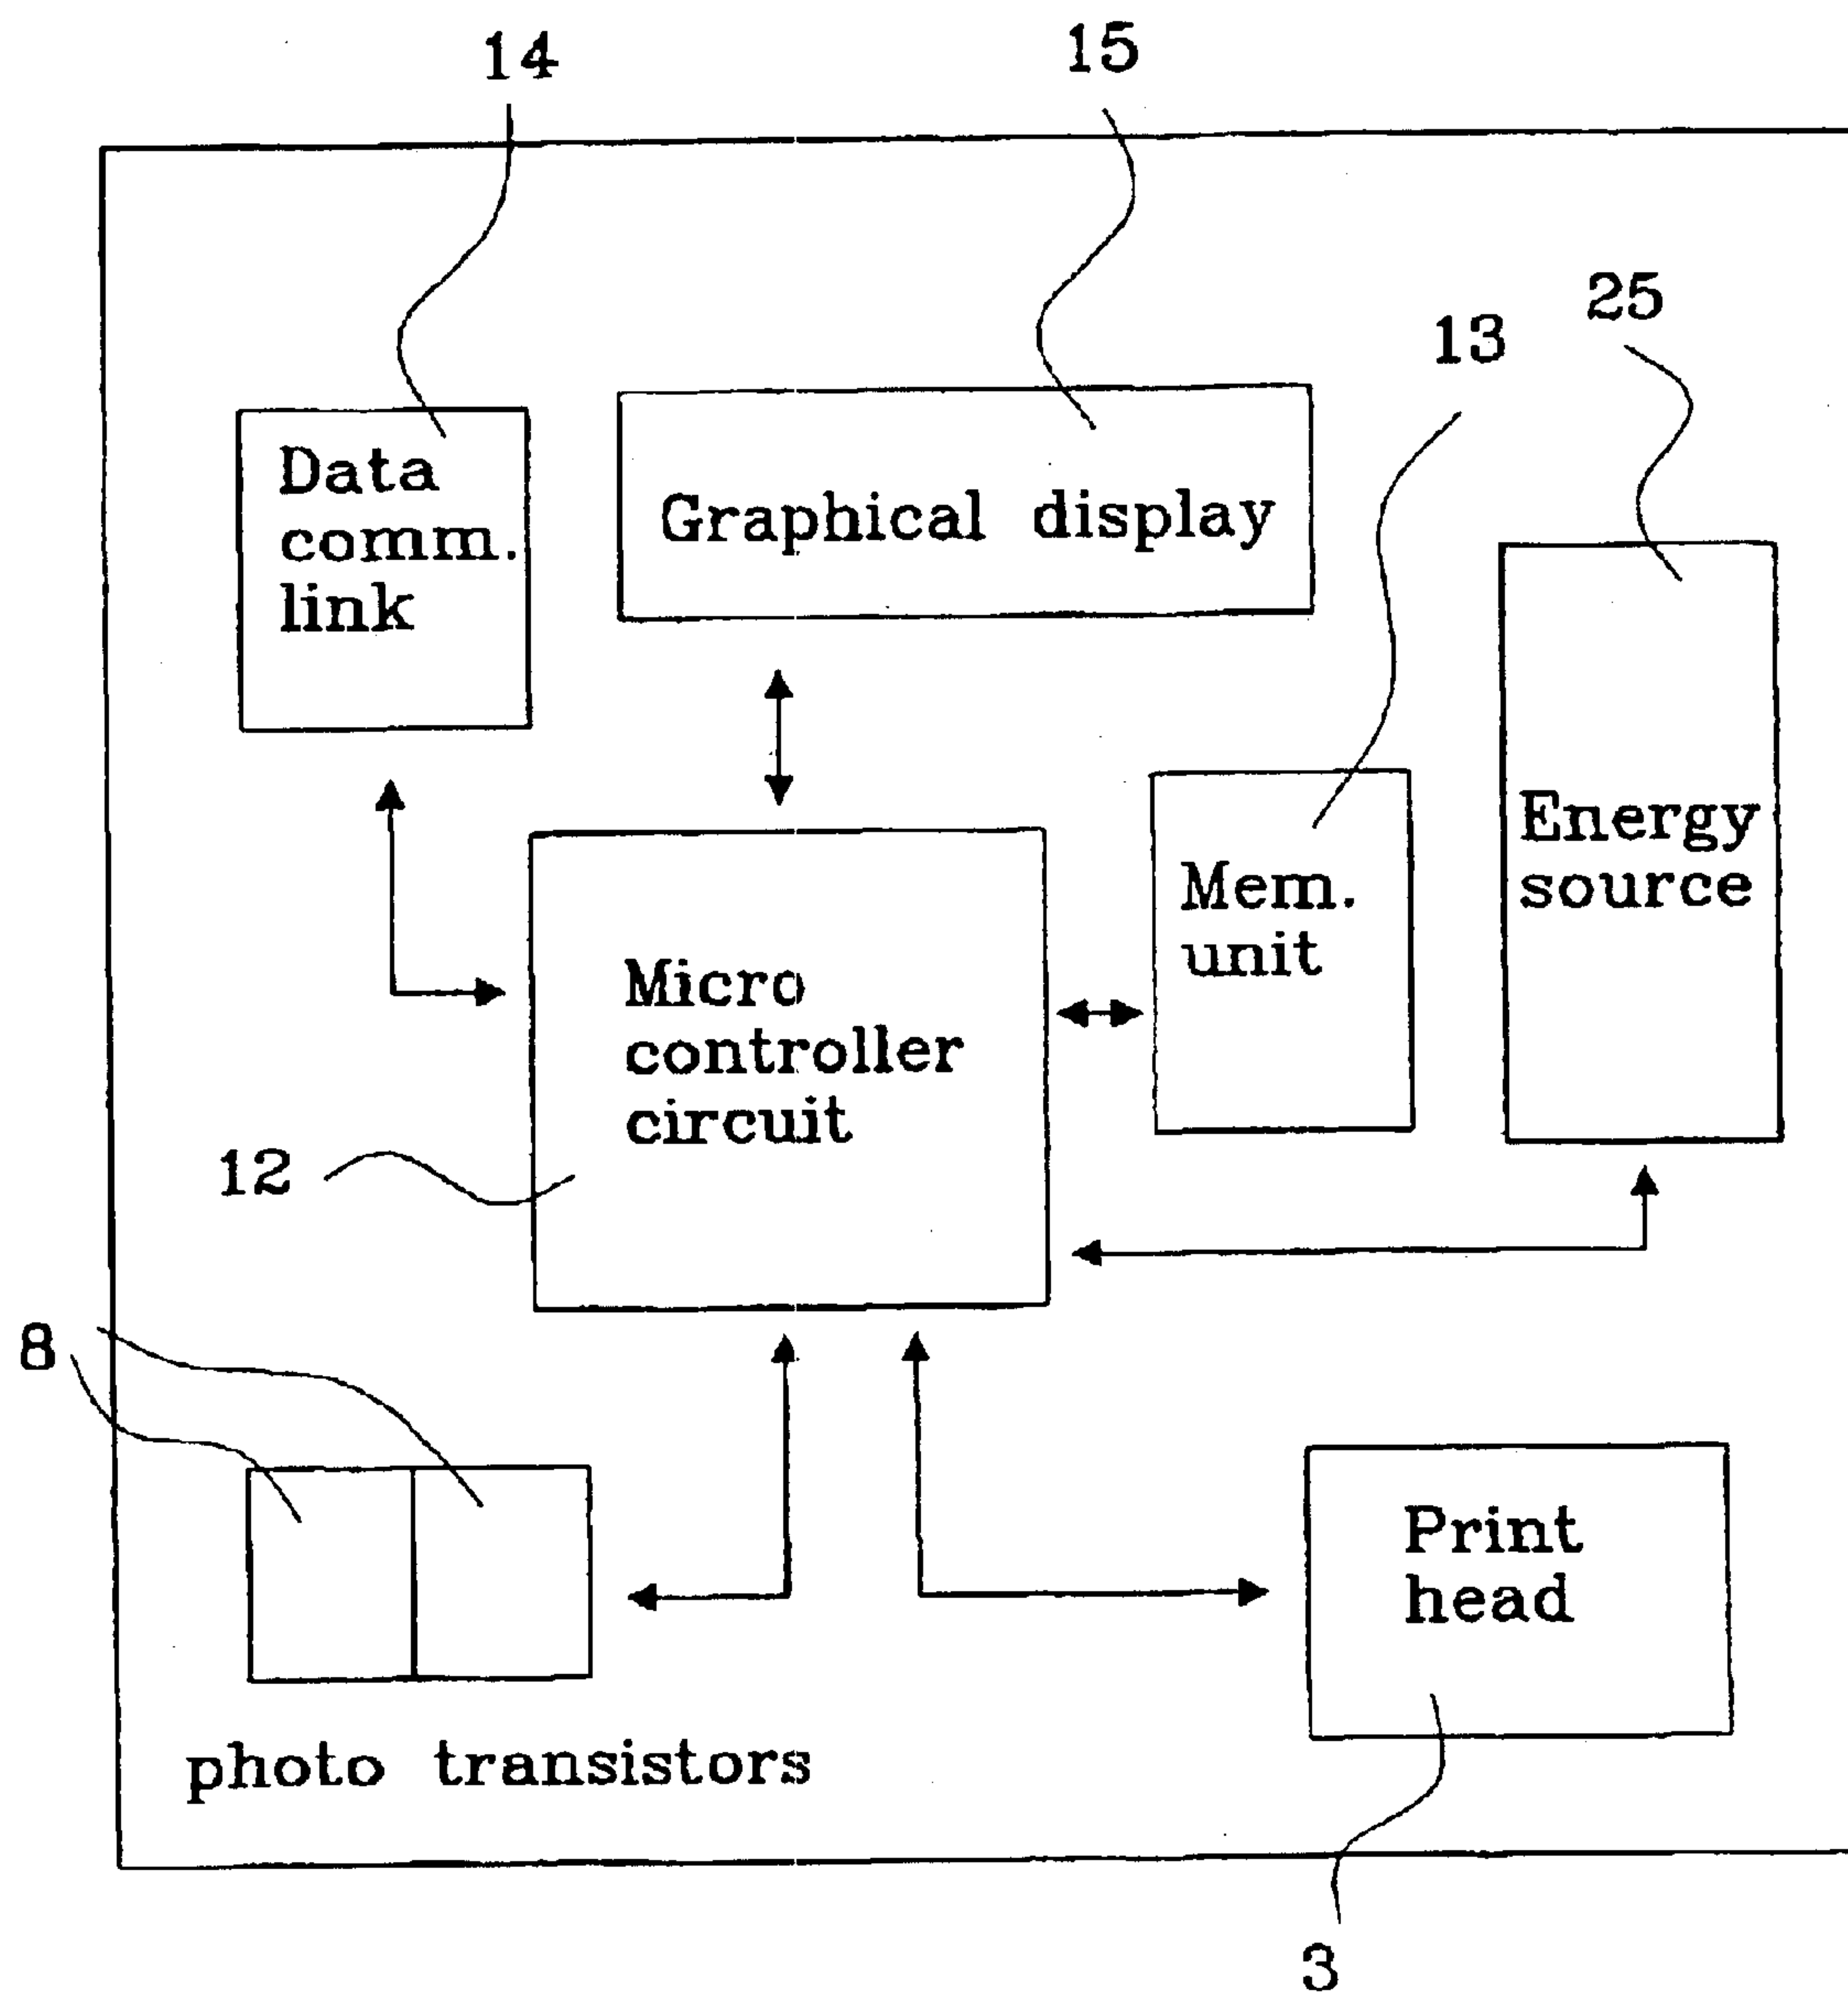 14
15
25
13
Data
comm.
link
Graphical display
Energy
source
Mem.
unit
Micro
controller
circuit
12
8
Print
head
photo transistors
3